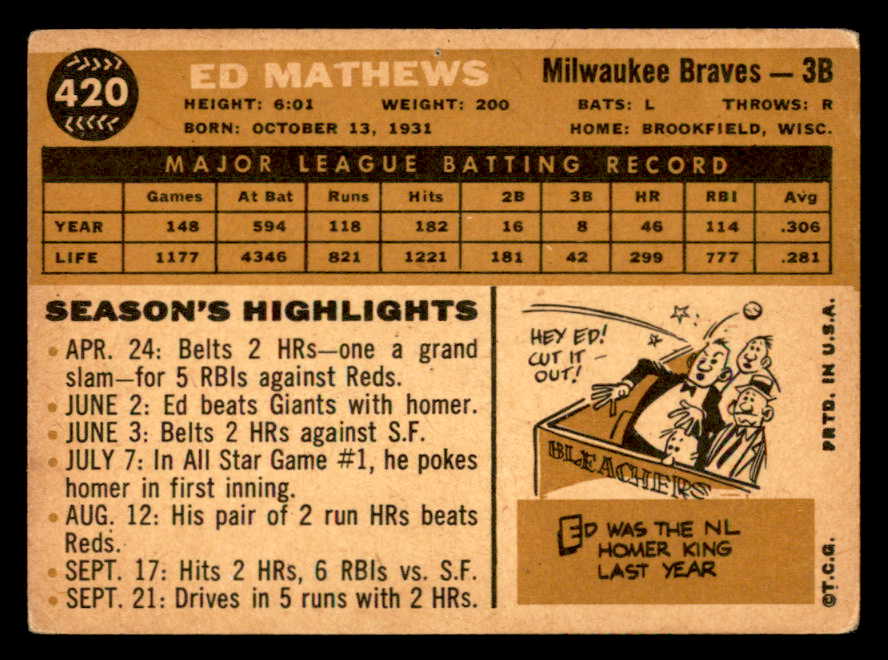 420
ED MATHEWS
Milwaukee Braves — 3B
HEIGHT: 6:01 WEIGHT: 200 BATS: L THROWS: R
BORN: OCTOBER 13, 1931 HOME: BROOKFIELD, WISC.
MAJOR LEAGUE BATTING RECORD
Games At Bat Runs Hits 2B 3B HR RBI Avg
YEAR 148 594 118 182 16 8 46 114 .306
LIFE 1177 4346 821 1221 181 42 299 777 .281
SEASON'S HIGHLIGHTS
• APR. 24: Belts 2 HRs—one a grand
slam—for 5 RBIs against Reds.
• JUNE 2: Ed beats Giants with homer.
• JUNE 3: Belts 2 HRs against S.F.
• JULY 7: In All Star Game #1, he pokes
homer in first inning.
• AUG. 12: His pair of 2 run HRs beats
Reds.
• SEPT. 17: Hits 2 HRs, 6 RBIs vs. S.F.
• SEPT. 21: Drives in 5 runs with 2 HRs.
HEY ED!
CUT IT —
OUT!
BLEACHERS
ED WAS THE NL
HOMER KING
LAST YEAR
PRTD. IN U.S.A.
©T.C.G.